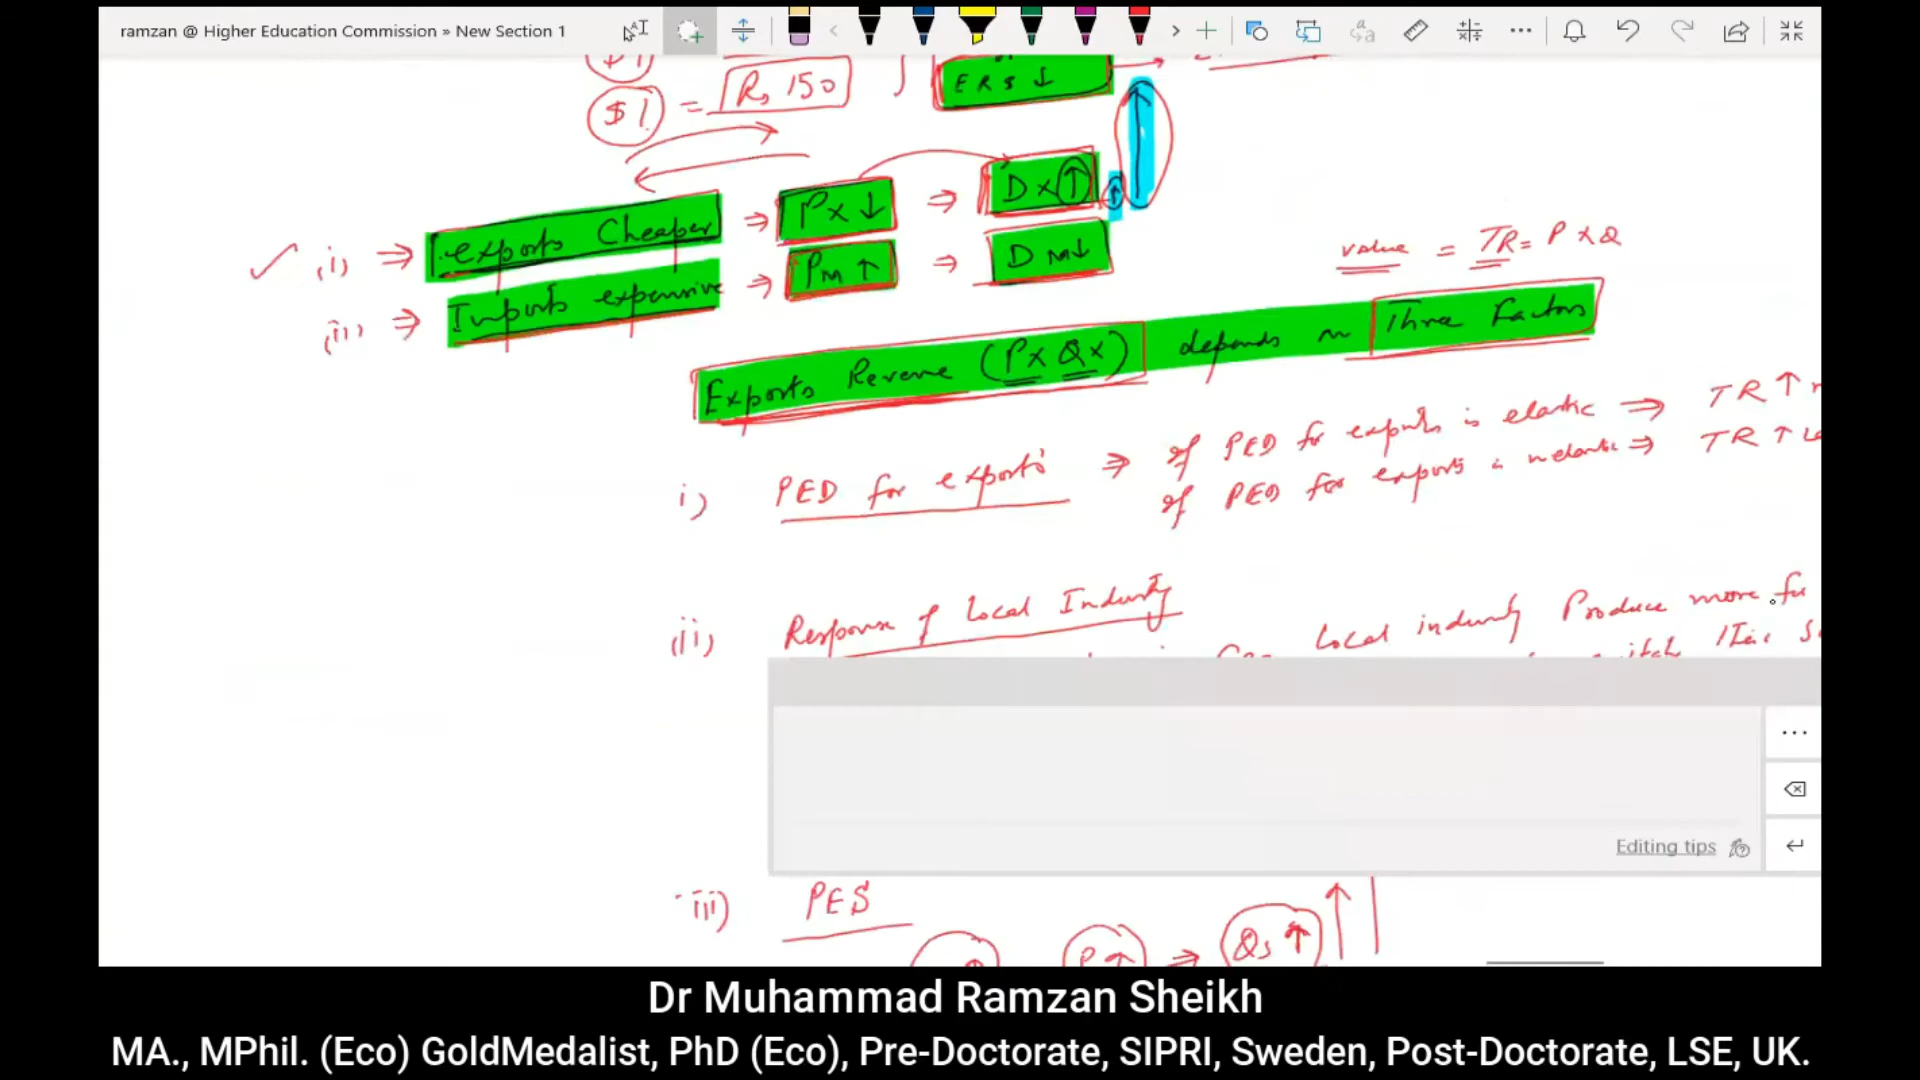 ramzan @ Higher Education Commission » New Section 1
$1
$1 = Rs 150
ERS ↓
(i) ⇒ exports Cheaper ⇒ Px ↓ ⇒ Dx ↑
(ii) ⇒ Imports expensive ⇒ PM ↑ ⇒ DM ↓
value = TR = P x Q
Exports Revenue (Px Qx) depends on Three Factors
i) PED for exports ⇒ If PED for exports is elastic ⇒ TR ↑
If PED for exports is inelastic ⇒ TR ↑
(ii) Response of Local Industry
Local industry Produce more
Editing tips
iii) PES
P ↑ ⇒ Qs ↑
Dr Muhammad Ramzan Sheikh
MA., MPhil. (Eco) GoldMedalist, PhD (Eco), Pre-Doctorate, SIPRI, Sweden, Post-Doctorate, LSE, UK.